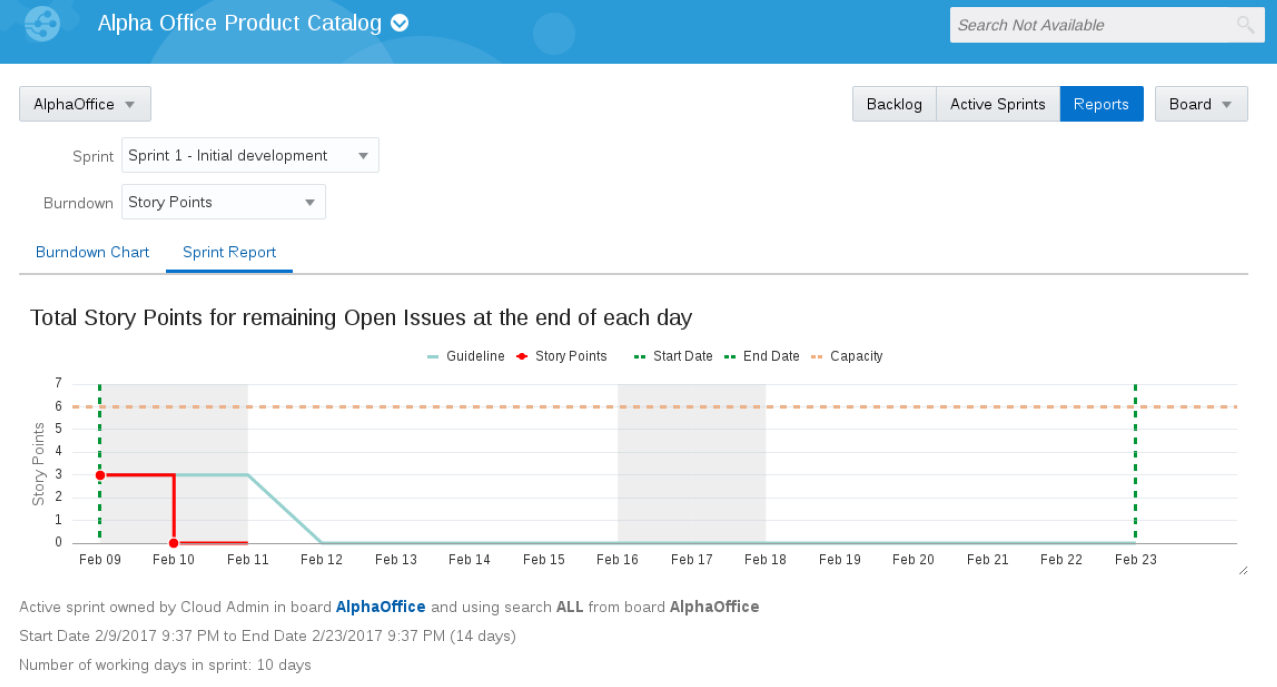 Alpha Office Product Catalog
Search Not Available
AlphaOffice
Backlog Active Sprints Reports Board
Sprint Sprint 1 - Initial development
Burndown Story Points
Burndown Chart Sprint Report
Total Story Points for remaining Open Issues at the end of each day
Guideline Story Points Start Date End Date Capacity
7
6
5
4
3
2
1
0
Story Points
Feb 09 Feb 10 Feb 11 Feb 12 Feb 13 Feb 14 Feb 15 Feb 16 Feb 17 Feb 18 Feb 19 Feb 20 Feb 21 Feb 22 Feb 23
Active sprint owned by Cloud Admin in board AlphaOffice and using search ALL from board AlphaOffice
Start Date 2/9/2017 9:37 PM to End Date 2/23/2017 9:37 PM (14 days)
Number of working days in sprint: 10 days